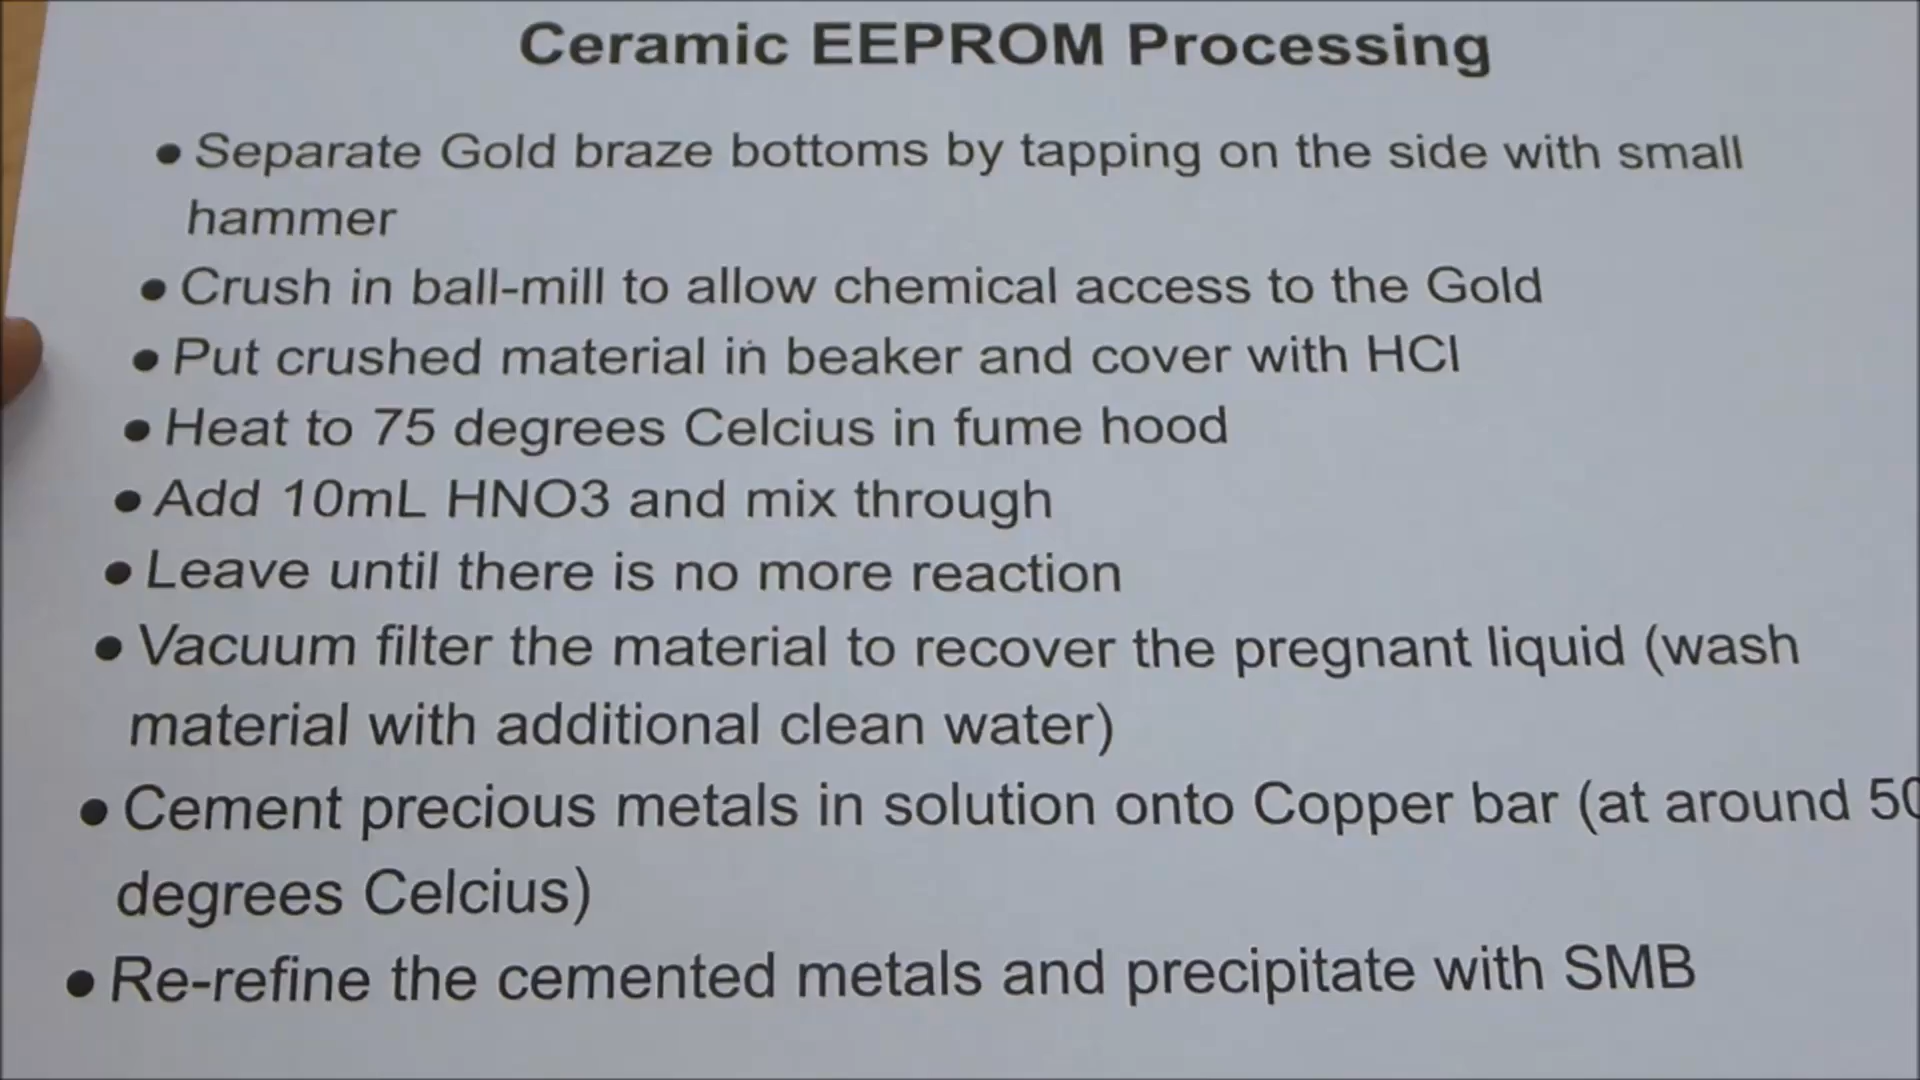 Ceramic EEPROM Processing
• Separate Gold braze bottoms by tapping on the side with small
hammer
• Crush in ball-mill to allow chemical access to the Gold
• Put crushed material in beaker and cover with HCl
• Heat to 75 degrees Celcius in fume hood
• Add 10mL HNO3 and mix through
• Leave until there is no more reaction
• Vacuum filter the material to recover the pregnant liquid (wash
material with additional clean water)
• Cement precious metals in solution onto Copper bar (at around 50
degrees Celcius)
• Re-refine the cemented metals and precipitate with SMB